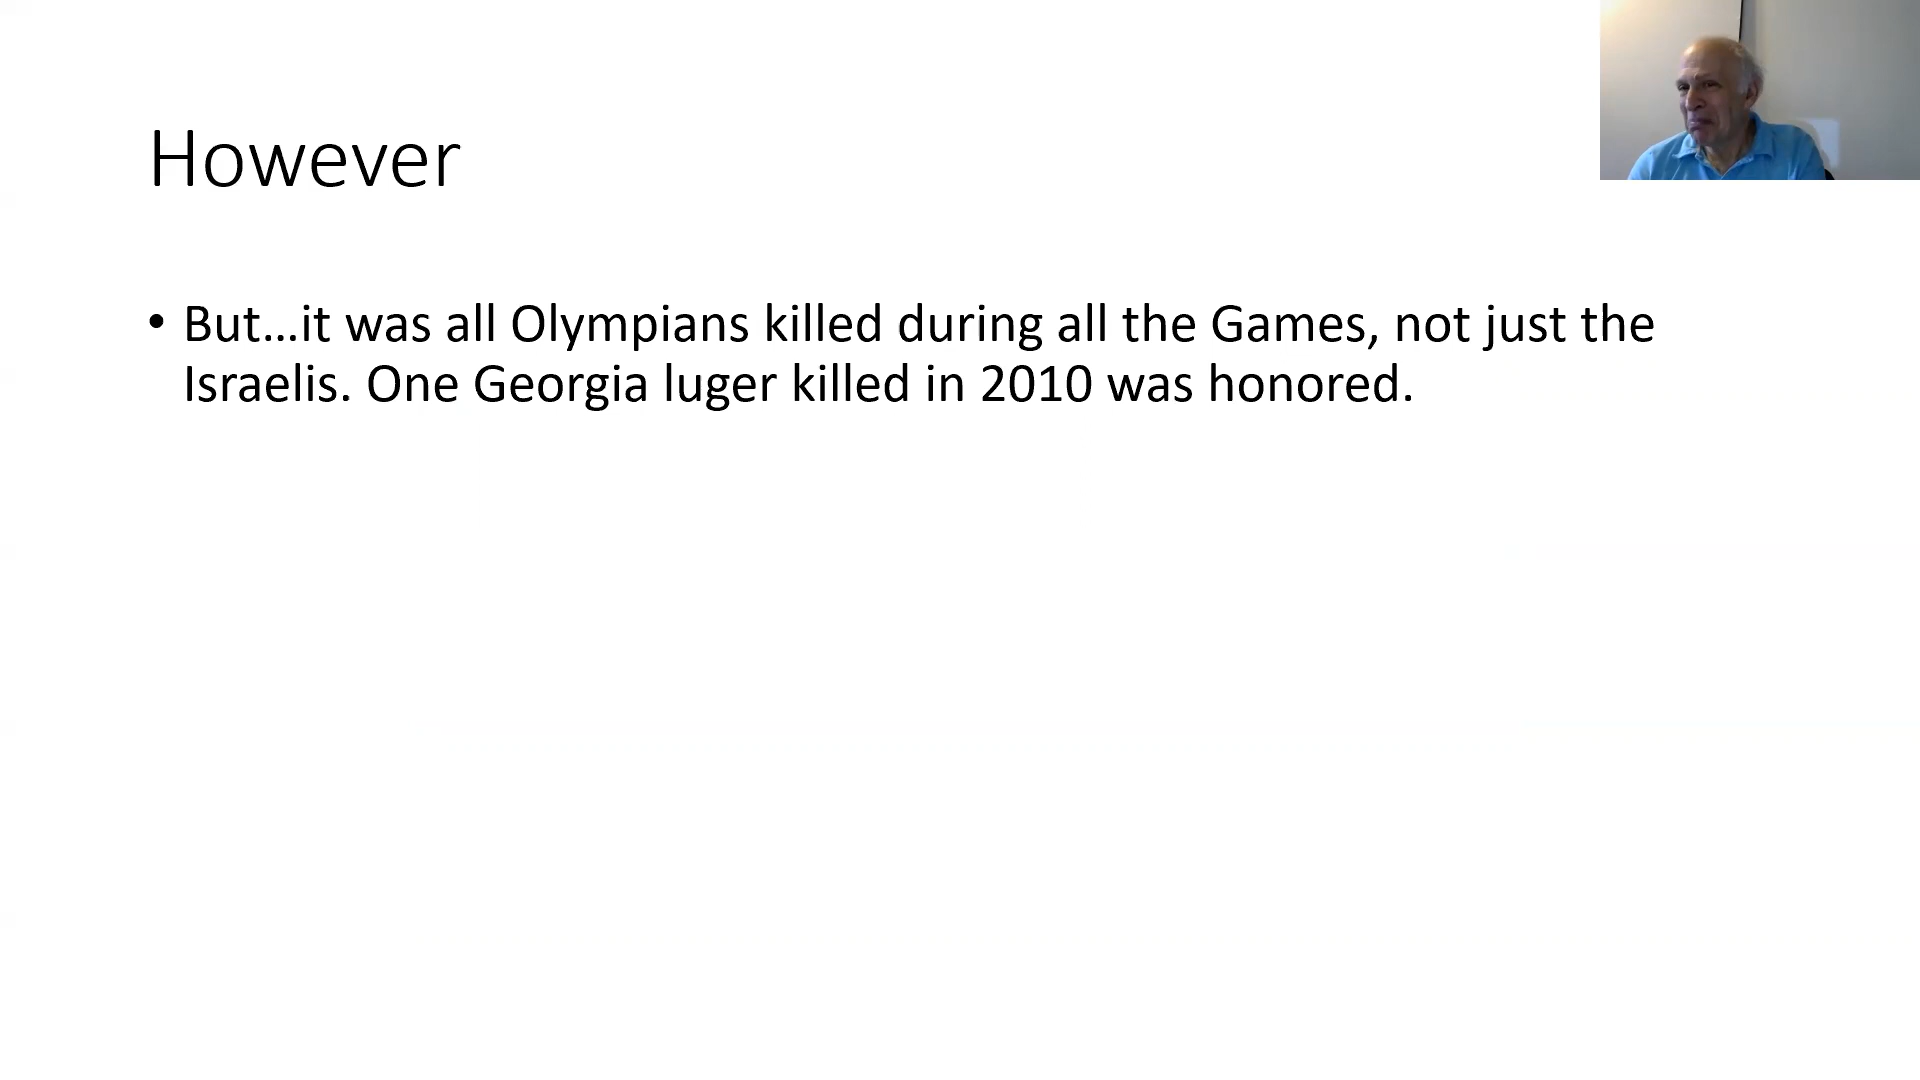 However
• But...it was all Olympians killed during all the Games, not just the
Israelis. One Georgia luger killed in 2010 was honored.